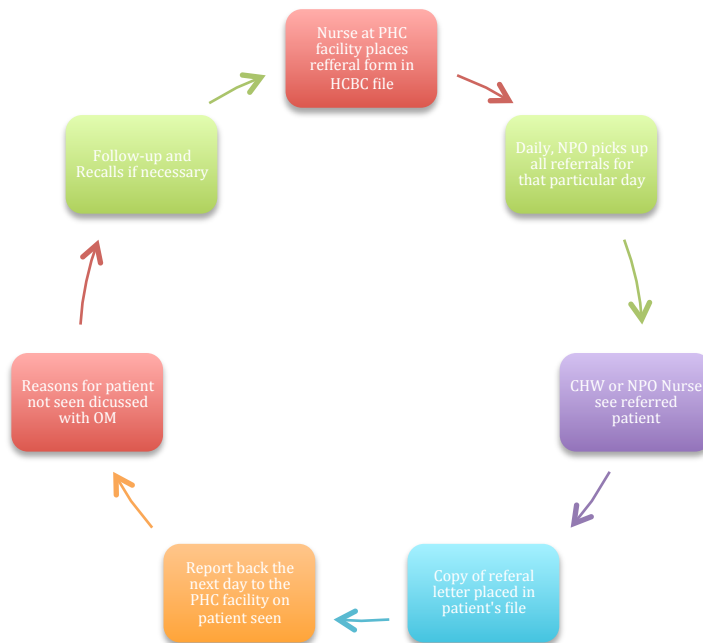 Nurse at PHC
facility places
refferal form in
HCBC file
Daily, NPO picks up
all referrals for
that particular day
CHW or NPO Nurse
see referred
patient
Copy of referal
letter placed in
patient's file
Report back the
next day to the
PHC facility on
patient seen
Reasons for patient
not seen dicussed
with OM
Follow-up and
Recalls if necessary